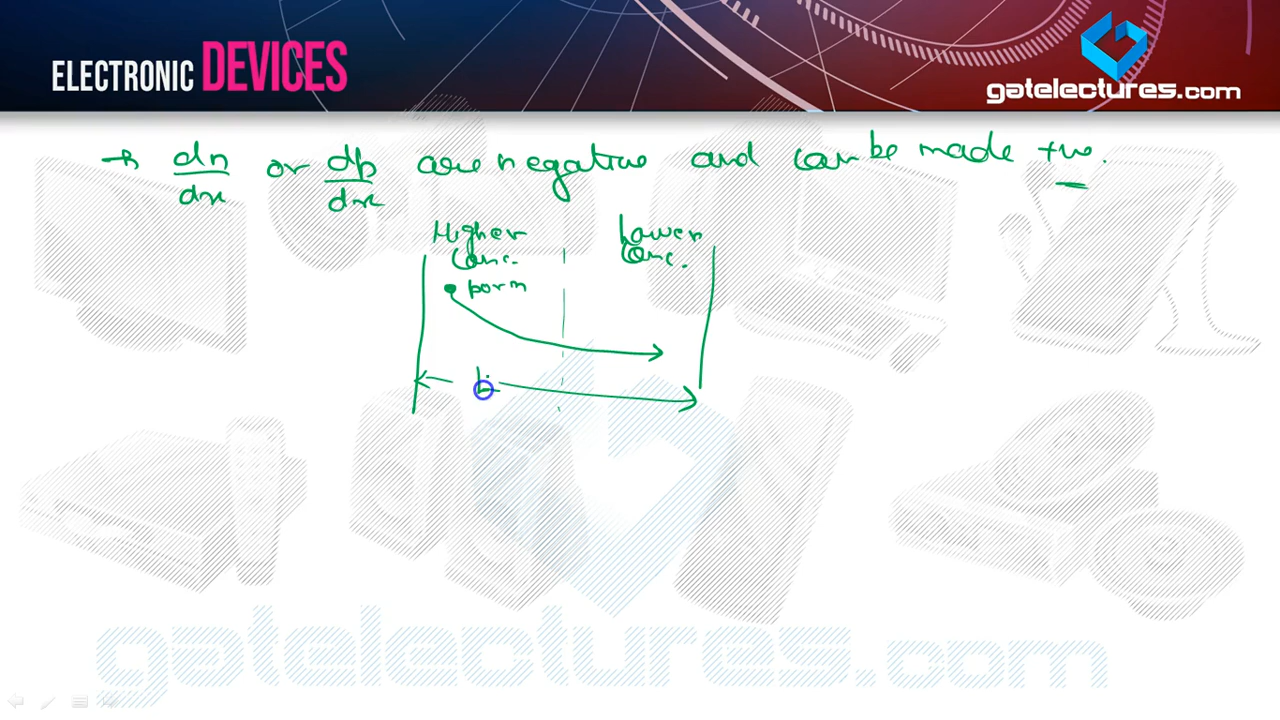 ELECTRONIC DEVICES
gatelectures.com
→ dn/dx or dp/dx are negative and can be made +ve.
Higher Conc.
Lower Conc.
p or n
L
gatelectures.com